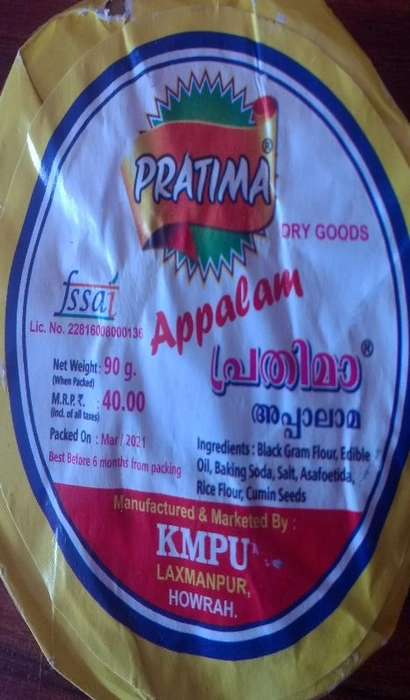 PRATIMA®
DRY GOODS
fssai
Lic. No. 22816008000136
Appalam
പ്രതിമാ®
അപ്പാലാമ
Net Weight: 90 g.
(When Packed)
M.R.P. ₹. : 40.00
(Incl. of all taxes)
Packed On : Mar / 2021
Best Before 6 months from packing
Ingredients : Black Gram Flour, Edible
Oil, Baking Soda, Salt, Asafoetida,
Rice Flour, Cumin Seeds
Manufactured & Marketed By :
KMPU
LAXMANPUR,
HOWRAH.